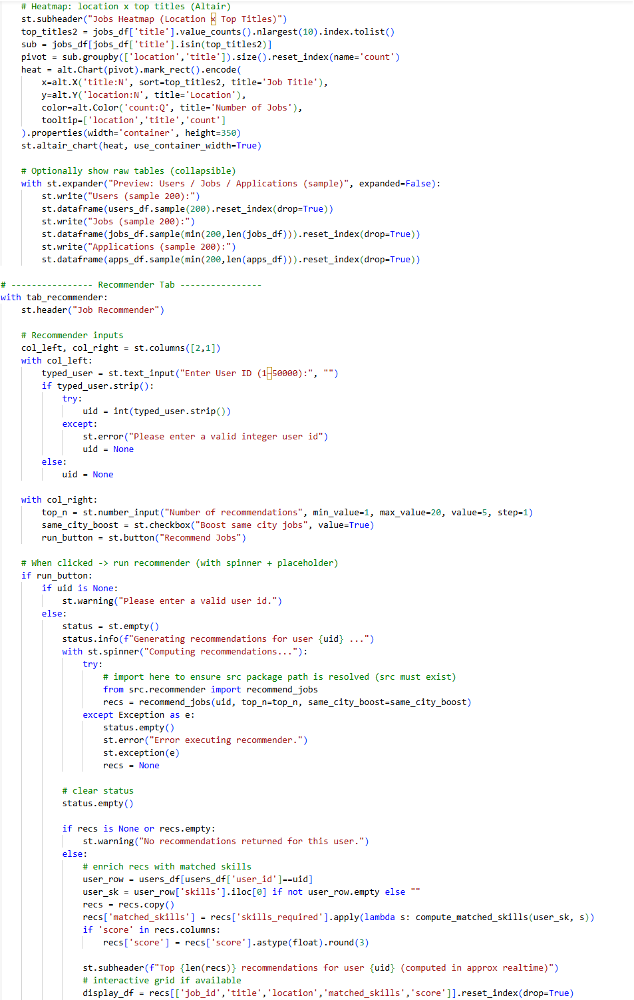 # Heatmap: location x top titles (Altair)
st.subheader("Jobs Heatmap (Location × Top Titles)")
top_titles2 = jobs_df['title'].value_counts().nlargest(10).index.tolist()
sub = jobs_df[jobs_df['title'].isin(top_titles2)]
pivot = sub.groupby(['location','title']).size().reset_index(name='count')
heat = alt.Chart(pivot).mark_rect().encode(
    x=alt.X('title:N', sort=top_titles2, title='Job Title'),
    y=alt.Y('location:N', title='Location'),
    color=alt.Color('count:Q', title='Number of Jobs'),
    tooltip=['location','title','count']
).properties(width='container', height=350)
st.altair_chart(heat, use_container_width=True)
# Optionally show raw tables (collapsible)
with st.expander("Preview: Users / Jobs / Applications (sample)", expanded=False):
    st.write("Users (sample 200):")
    st.dataframe(users_df.sample(200).reset_index(drop=True))
    st.write("Jobs (sample 200):")
    st.dataframe(jobs_df.sample(min(200,len(jobs_df))).reset_index(drop=True))
    st.write("Applications (sample 200):")
    st.dataframe(apps_df.sample(min(200,len(apps_df))).reset_index(drop=True))
# ---------------- Recommender Tab ----------------
with tab_recommender:
    st.header("Job Recommender")
    # Recommender inputs
    col_left, col_right = st.columns([2,1])
    with col_left:
        typed_user = st.text_input("Enter User ID (1–50000):", "")
        if typed_user.strip():
            try:
                uid = int(typed_user.strip())
            except:
                st.error("Please enter a valid integer user id")
                uid = None
        else:
            uid = None
    with col_right:
        top_n = st.number_input("Number of recommendations", min_value=1, max_value=20, value=5, step=1)
        same_city_boost = st.checkbox("Boost same city jobs", value=True)
        run_button = st.button("Recommend Jobs")
    # When clicked -> run recommender (with spinner + placeholder)
    if run_button:
        if uid is None:
            st.warning("Please enter a valid user id.")
        else:
            status = st.empty()
            status.info(f"Generating recommendations for user {uid} ...")
            with st.spinner("Computing recommendations..."):
                try:
                    # import here to ensure src package path is resolved (src must exist)
                    from src.recommender import recommend_jobs
                    recs = recommend_jobs(uid, top_n=top_n, same_city_boost=same_city_boost)
                except Exception as e:
                    status.empty()
                    st.error("Error executing recommender.")
                    st.exception(e)
                    recs = None
            # clear status
            status.empty()
            if recs is None or recs.empty:
                st.warning("No recommendations returned for this user.")
            else:
                # enrich recs with matched skills
                user_row = users_df[users_df['user_id']==uid]
                user_sk = user_row['skills'].iloc[0] if not user_row.empty else ""
                recs = recs.copy()
                recs['matched_skills'] = recs['skills_required'].apply(lambda s: compute_matched_skills(user_sk, s))
                if 'score' in recs.columns:
                    recs['score'] = recs['score'].astype(float).round(3)
                st.subheader(f"Top {len(recs)} recommendations for user {uid} (computed in approx realtime)")
                # interactive grid if available
                display_df = recs[['job_id','title','location','matched_skills','score']].reset_index(drop=True)